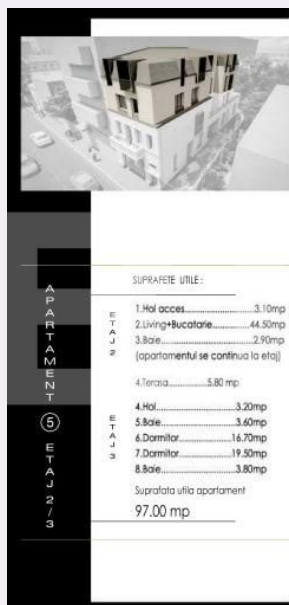 APARTAMENT 5 ETAJ 2/3
SUPRAFETE UTILE:
ETAJ 2
1.Hol acces....................3.10mp
2.Living+Bucatarie.............44.50mp
3.Baie.........................2.90mp
(apartamentul se continua la etaj)
4.Terasa............5.80 mp
ETAJ 3
4.Hol....................3.20mp
5.Baie...................3.60mp
6.Dormitor...............16.70mp
7.Dormitor...............19.50mp
8.Baie...................3.80mp
Suprafata utila apartament
97.00 mp